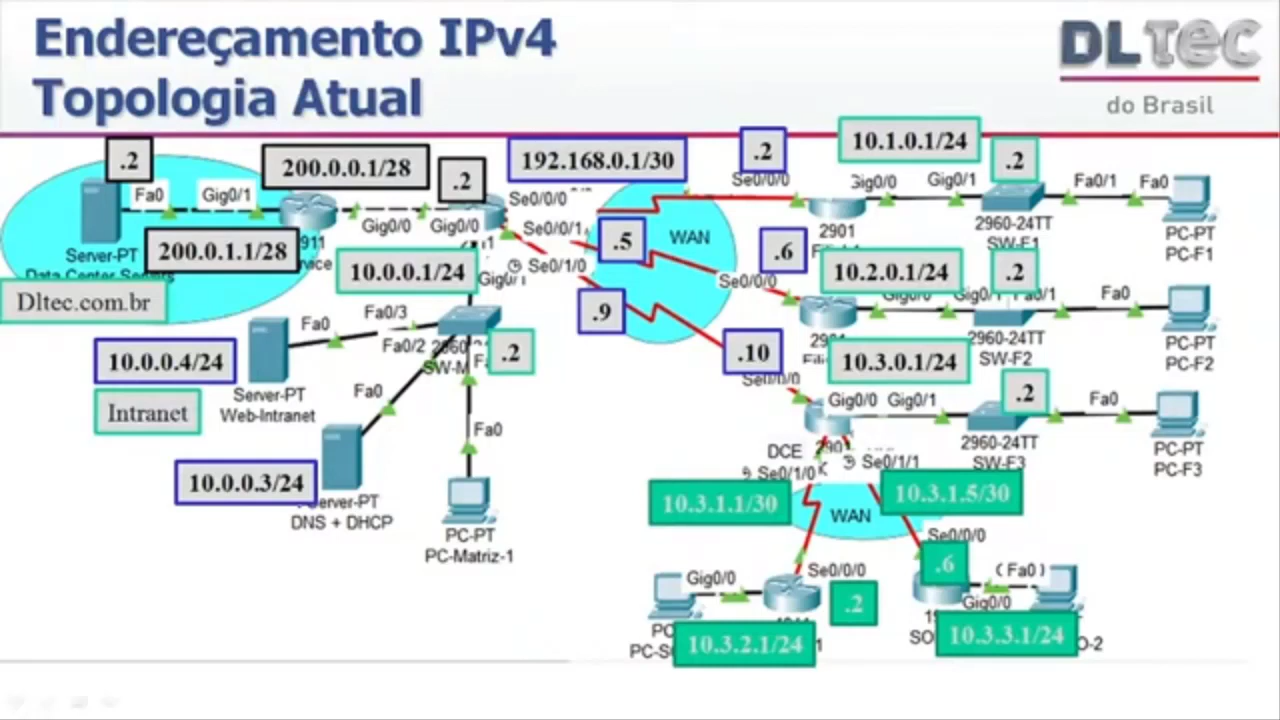 Endereçamento IPv4
Topologia Atual
DLTEC
do Brasil
.2
200.0.0.1/28
.2
192.168.0.1/30
.2
10.1.0.1/24
.2
Fa0
Gig0/1
Se0/0/0
Se0/0/0
Gig0/0
Gig0/1
Fa0/1
Fa0
Gig0/0
Gig0/0
Se0/0/1
.5
WAN
2901
2960-24TT
SW-F1
PC-PT
PC-F1
Server-PT
200.0.1.1/28
Data Center Servers
10.0.0.1/24
Se0/1/0
.6
10.2.0.1/24
.2
Se0/0/0
Fa0
Dltec.com.br
Fa0/3
.9
2960-24TT
SW-F2
PC-PT
PC-F2
Fa0
Fa0/2
.2
.10
10.3.0.1/24
10.0.0.4/24
Server-PT
Web-Intranet
Fa0
Se0/0/0
Gig0/0
Gig0/1
.2
Fa0
Intranet
Fa0
2960-24TT
SW-F3
PC-PT
PC-F3
DCE
Se0/1/0
Se0/1/1
10.0.0.3/24
Server-PT
DNS + DHCP
10.3.1.1/30
WAN
10.3.1.5/30
PC-PT
PC-Matriz-1
Se0/0/0
Gig0/0
Se0/0/0
.6
(Fa0)
.2
Gig0/0
10.3.2.1/24
10.3.3.1/24